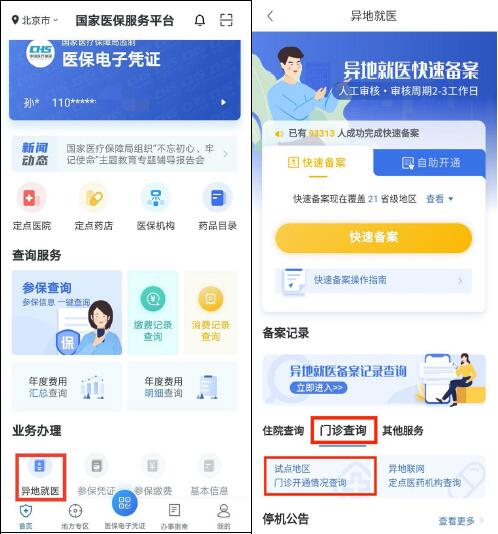 北京市
国家医保服务平台
国家医疗保障局监制
CHS
医保电子凭证
孙* 110*****
新闻动态
国家医疗保障局组织“不忘初心、牢
记使命”主题教育专题辅导报告会
定点医院 定点药店 医保机构 药品目录
查询服务
参保查询
参保信息 一键查询
保
缴费记录
查询
消费记录
查询
年度费用
汇总查询
年度费用
明细查询
业务办理
异地就医 参保凭证 参保缴费 基本信息
首页 地方专区 医保电子凭证 办事指南 我的
异地就医
异地就医快速备案
人工审核·审核周期2-3工作日
已有 93313 人成功完成快速备案
快速备案 自助开通
快速备案现在覆盖 21 省级地区 查看
快速备案
快速备案操作指南
备案记录
异地就医备案记录查询
立即进入>>
住院查询 门诊查询 其他服务
试点地区
门诊开通情况查询
异地联网
定点医药机构查询
停机公告 查看